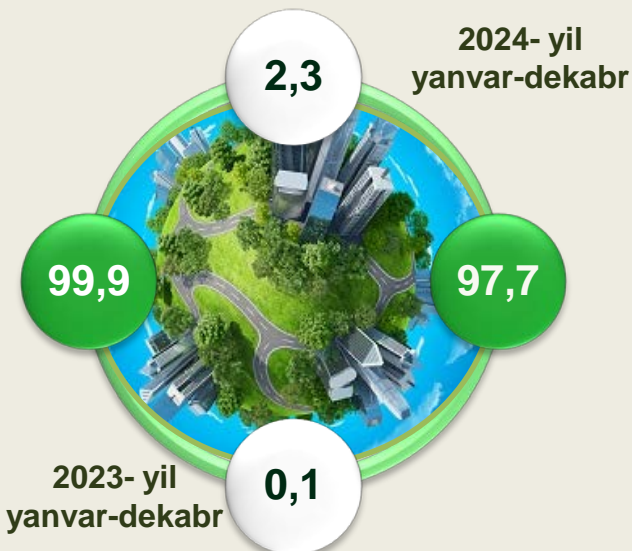 2,3
2024- yil
yanvar-dekabr
99,9
97,7
2023- yil
yanvar-dekabr
0,1